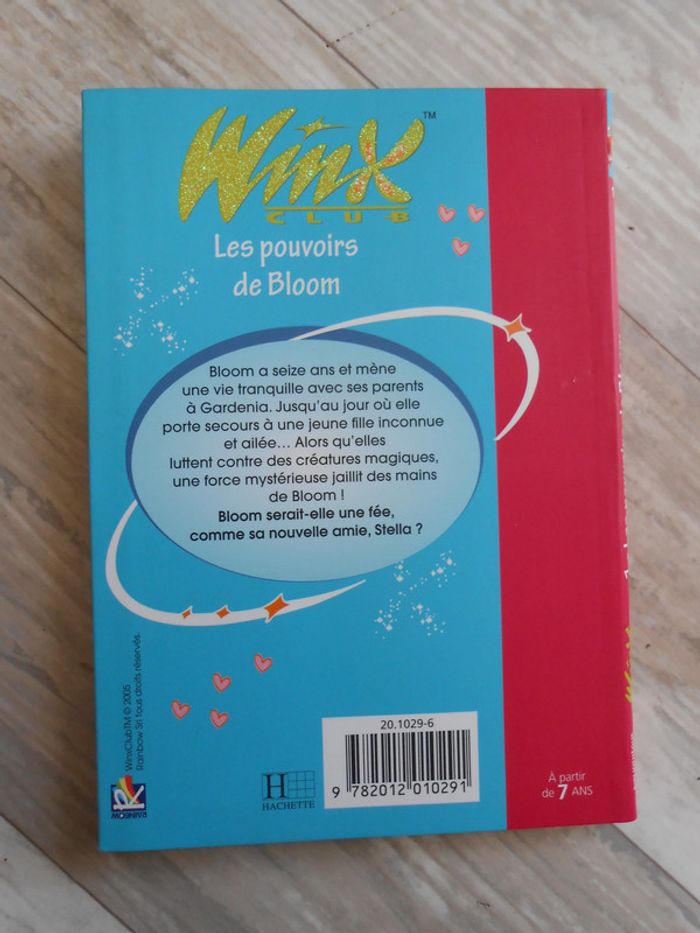 Winx™
CLUB
Les pouvoirs
de Bloom
Bloom a seize ans et mène
une vie tranquille avec ses parents
à Gardenia. Jusqu'au jour où elle
porte secours à une jeune fille inconnue
et ailée... Alors qu'elles
luttent contre des créatures magiques,
une force mystérieuse jaillit des mains
de Bloom !
Bloom serait-elle une fée,
comme sa nouvelle amie, Stella ?
WinxClubTM © 2005
Rainbow Srl tous droits réservés.
RAINBOW
H
HACHETTE
20.1029-6
9 782012 010291
À partir
de 7 ANS